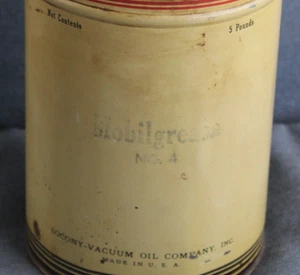 Net Contents 5 Pounds
Mobilgrease
NO. 4
SOCONY-VACUUM OIL COMPANY, INC.
MADE IN U.S.A.